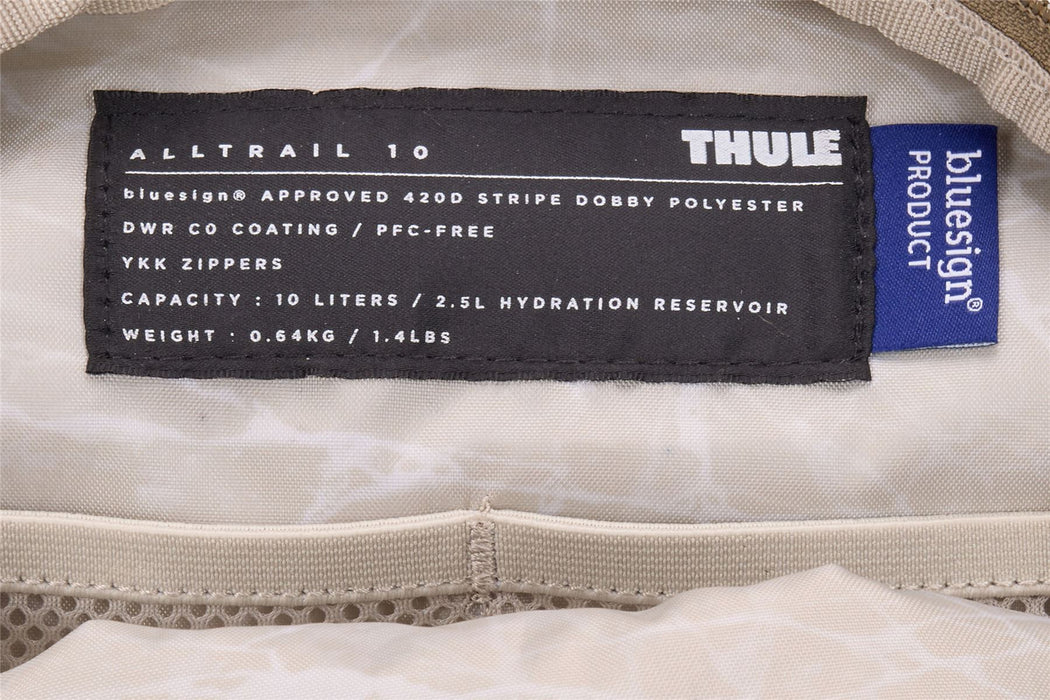 ALLTRAIL 10
THULE
bluesign® APPROVED 420D STRIPE DOBBY POLYESTER
DWR C0 COATING / PFC-FREE
YKK ZIPPERS
CAPACITY : 10 LITERS / 2.5L HYDRATION RESERVOIR
WEIGHT : 0.64KG / 1.4LBS
bluesign®
PRODUCT